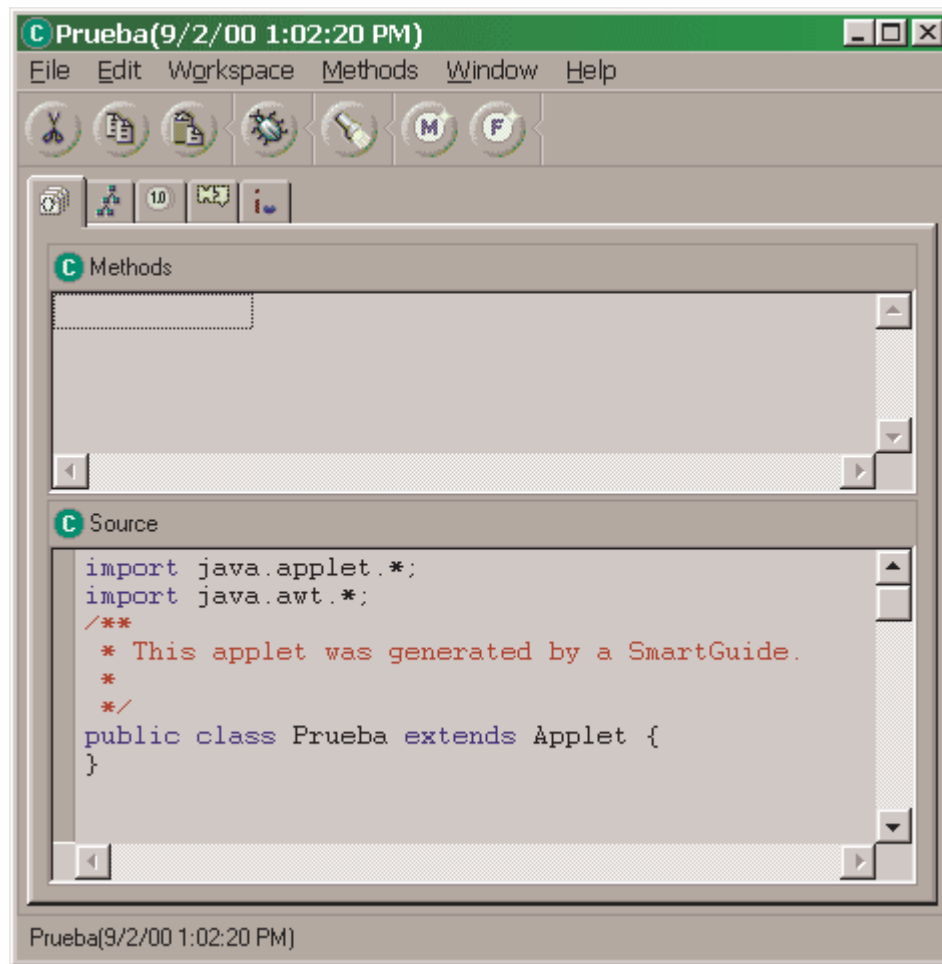 C Prueba(9/2/00 1:02:20 PM)
File Edit Workspace Methods Window Help
M F
1.0
C Methods
C Source
import java.applet.*;
import java.awt.*;
/**
 * This applet was generated by a SmartGuide.
 *
 */
public class Prueba extends Applet {
}
Prueba(9/2/00 1:02:20 PM)